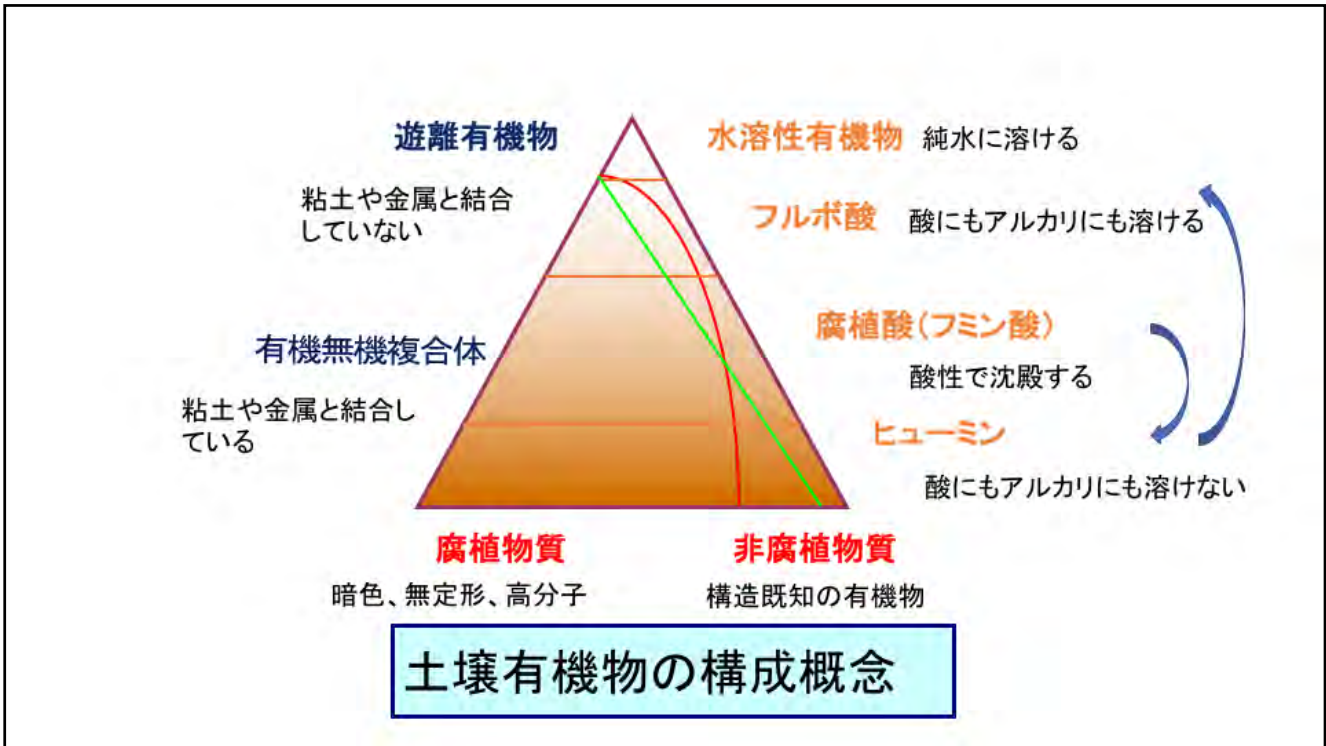 遊離有機物
水溶性有機物 純水に溶ける
粘土や金属と結合
していない
フルボ酸 酸にもアルカリにも溶ける
腐植酸(フミン酸)
有機無機複合体
酸性で沈殿する
粘土や金属と結合し
ている
ヒューミン
酸にもアルカリにも溶けない
腐植物質 非腐植物質
暗色、無定形、高分子 構造既知の有機物
土壌有機物の構成概念